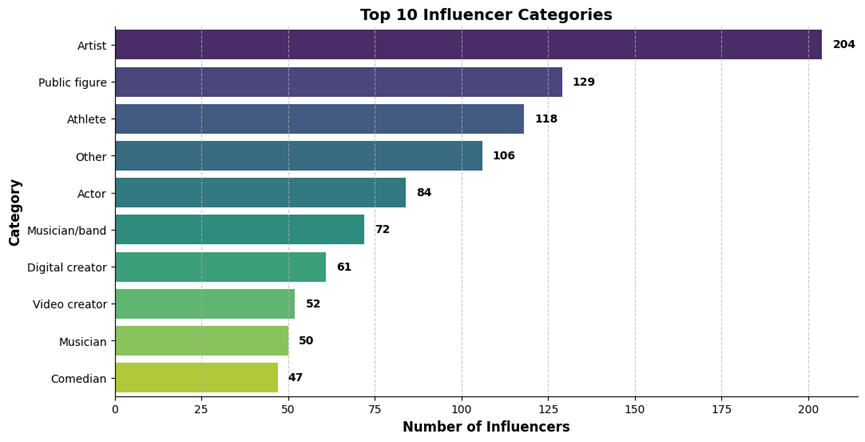 Top 10 Influencer Categories
Artist 204
Public figure 129
Athlete 118
Other 106
Actor 84
Musician/band 72
Digital creator 61
Video creator 52
Musician 50
Comedian 47
Category
0 25 50 75 100 125 150 175 200
Number of Influencers